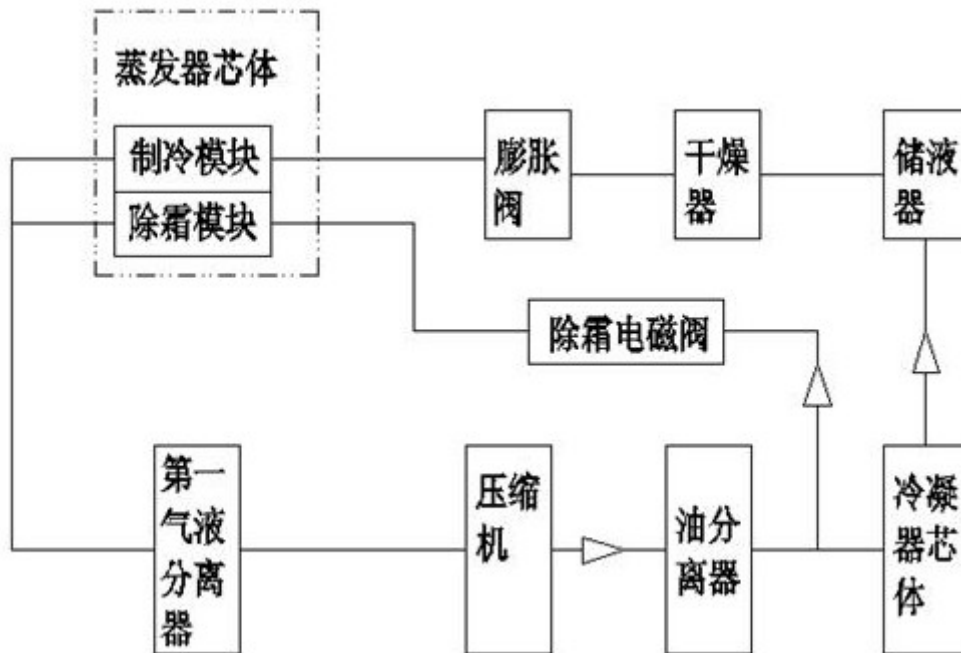 蒸发器芯体
制冷模块
除霜模块
膨胀
阀
干燥
器
储液
器
除霜电磁阀
第一
气液
分离
器
压缩
机
油分
离器
冷凝
器芯
体